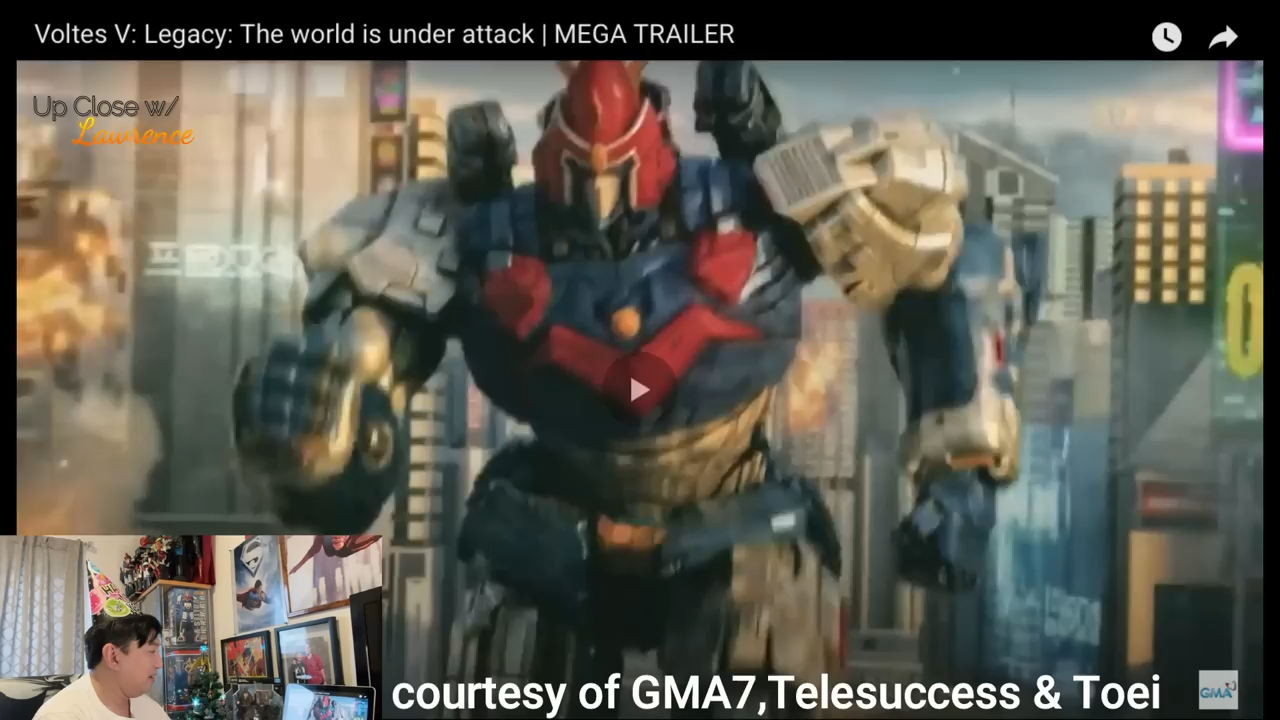 Voltes V: Legacy: The world is under attack | MEGA TRAILER
Up Close w/
Lawrence
courtesy of GMA7,Telesuccess & Toei
GMA